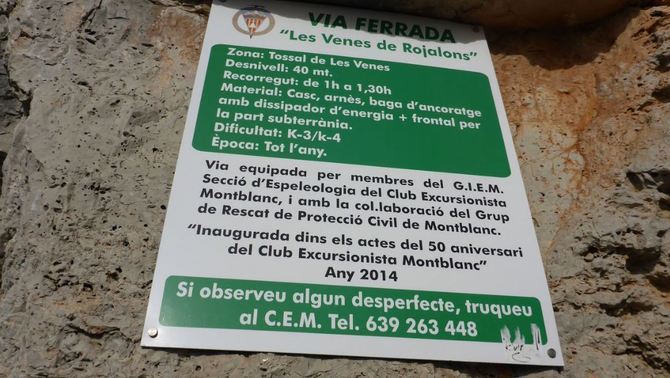 VIA FERRADA
"Les Venes de Rojalons"
Zona: Tossal de Les Venes
Desnivell: 40 mt.
Recorregut: de 1h a 1,30h
Material: Casc, arnès, baga d'ancoratge
amb dissipador d'energia + frontal per
la part subterrània.
Dificultat: K-3/k-4
Època: Tot l'any.
Via equipada per membres del G.I.E.M.
Secció d'Espeleologia del Club Excursionista
Montblanc, i amb la col.laboració del Grup
de Rescat de Protecció Civil de Montblanc.
"Inaugurada dins els actes del 50 aniversari
del Club Excursionista Montblanc"
Any 2014
Si observeu algun desperfecte, truqueu
al C.E.M. Tel. 639 263 448